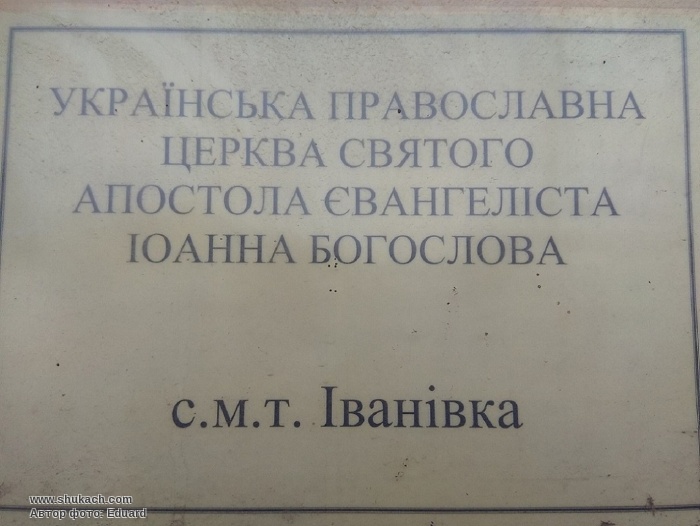 УКРАЇНСЬКА ПРАВОСЛАВНА
ЦЕРКВА СВЯТОГО
АПОСТОЛА ЄВАНГЕЛІСТА
ІОАННА БОГОСЛОВА
с.м.т. Іванівка
www.shukach.com
Автор фото: Eduard